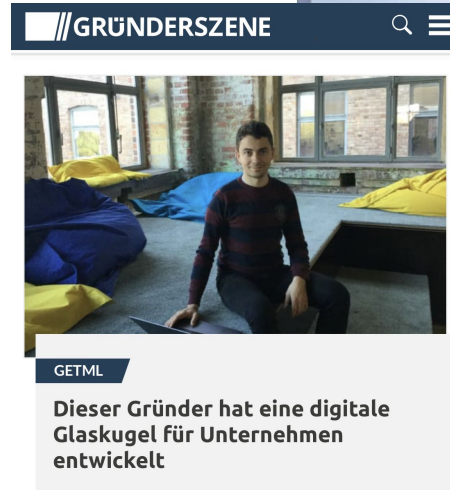 GRÜNDERSZENE
GETML
Dieser Gründer hat eine digitale
Glaskugel für Unternehmen
entwickelt